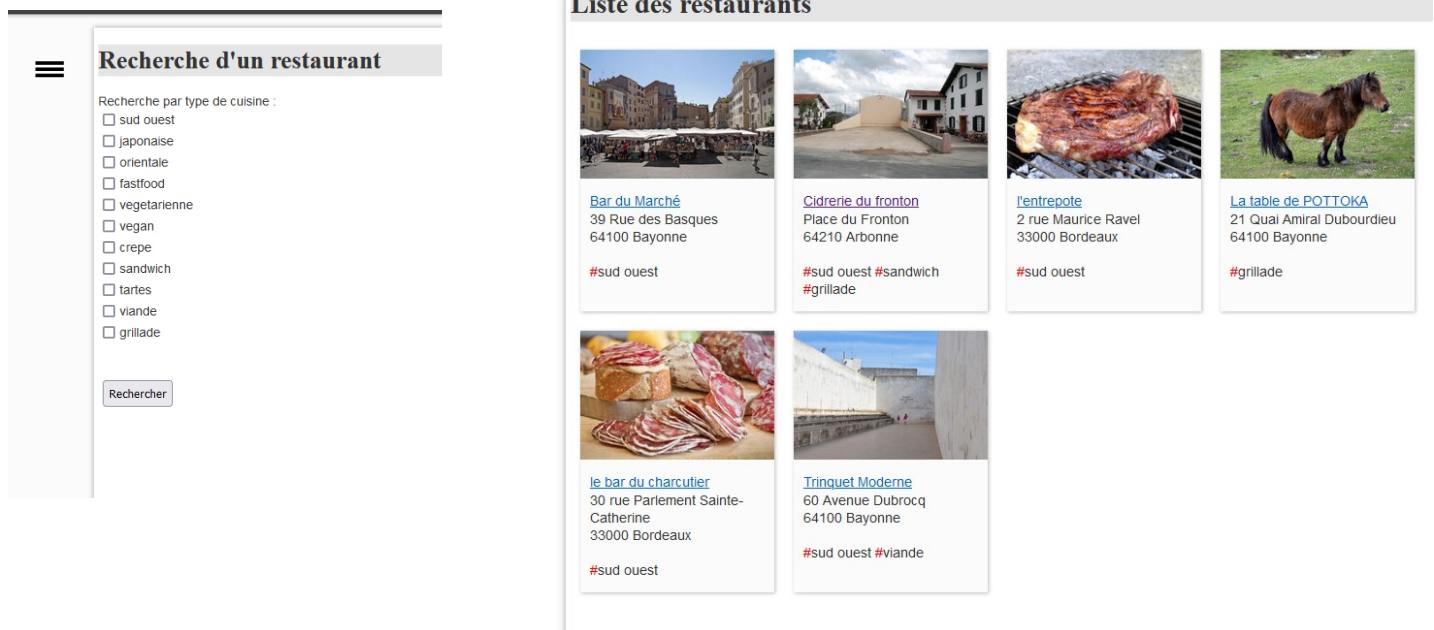 Recherche d'un restaurant
Recherche par type de cuisine :
sud ouest
japonaise
orientale
fastfood
vegetarienne
vegan
crepe
sandwich
tartes
viande
grillade
Rechercher
Liste des restaurants
Bar du Marché
39 Rue des Basques
64100 Bayonne
#sud ouest
Cidrerie du fronton
Place du Fronton
64210 Arbonne
#sud ouest #sandwich
#grillade
l'entrepote
2 rue Maurice Ravel
33000 Bordeaux
#sud ouest
La table de POTTOKA
21 Quai Amiral Dubourdieu
64100 Bayonne
#grillade
le bar du charcutier
30 rue Parlement Sainte-
Catherine
33000 Bordeaux
#sud ouest
Trinquet Moderne
60 Avenue Dubrocq
64100 Bayonne
#sud ouest #viande